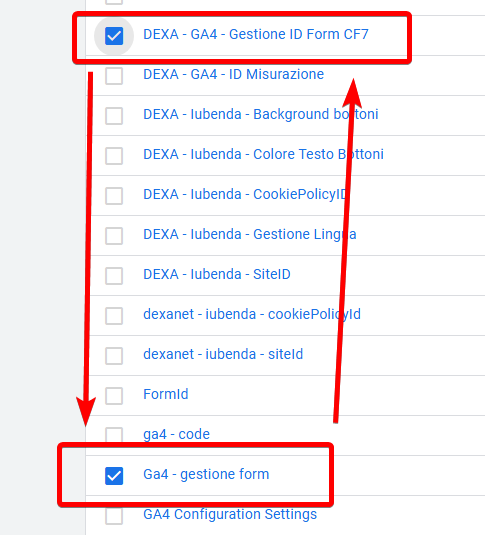 DEXA - GA4 - Gestione ID Form CF7
DEXA - GA4 - ID Misurazione
DEXA - Iubenda - Background bottoni
DEXA - Iubenda - Colore Testo Bottoni
DEXA - Iubenda - CookiePolicyID
DEXA - Iubenda - Gestione Lingua
DEXA - Iubenda - SiteID
dexanet - iubenda - cookiePolicyId
dexanet - iubenda - siteId
FormId
ga4 - code
Ga4 - gestione form
GA4 Configuration Settings